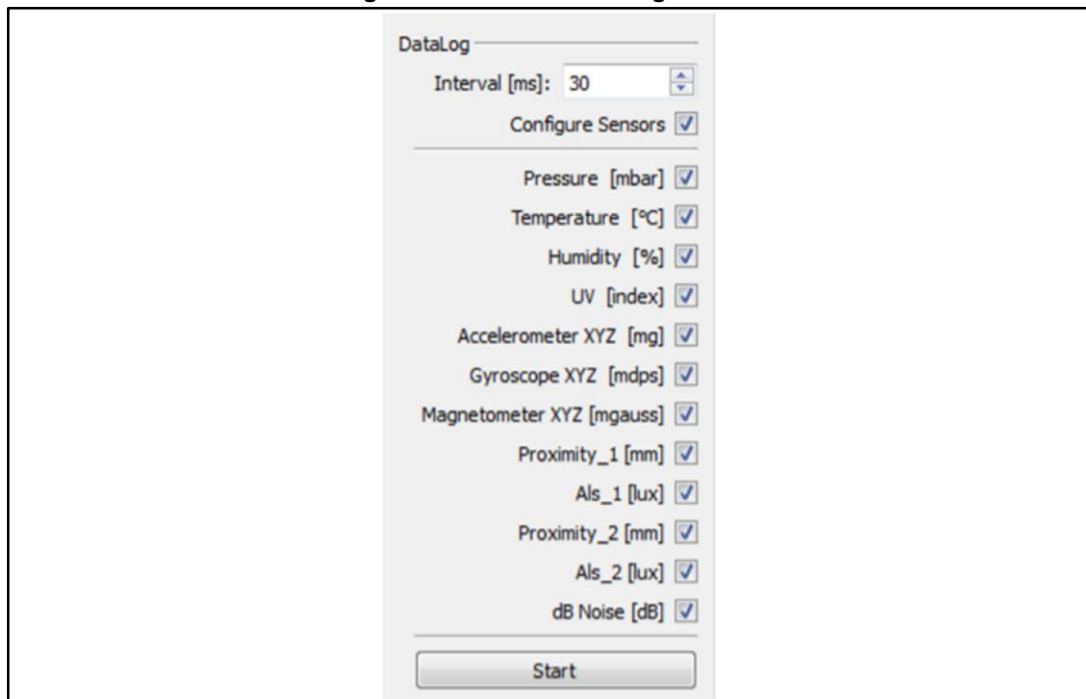 DataLog
Interval [ms]: 30
Configure Sensors
Pressure [mbar]
Temperature [°C]
Humidity [%]
UV [index]
Accelerometer XYZ [mg]
Gyroscope XYZ [mdps]
Magnetometer XYZ [mgauss]
Proximity_1 [mm]
Als_1 [lux]
Proximity_2 [mm]
Als_2 [lux]
dB Noise [dB]
Start